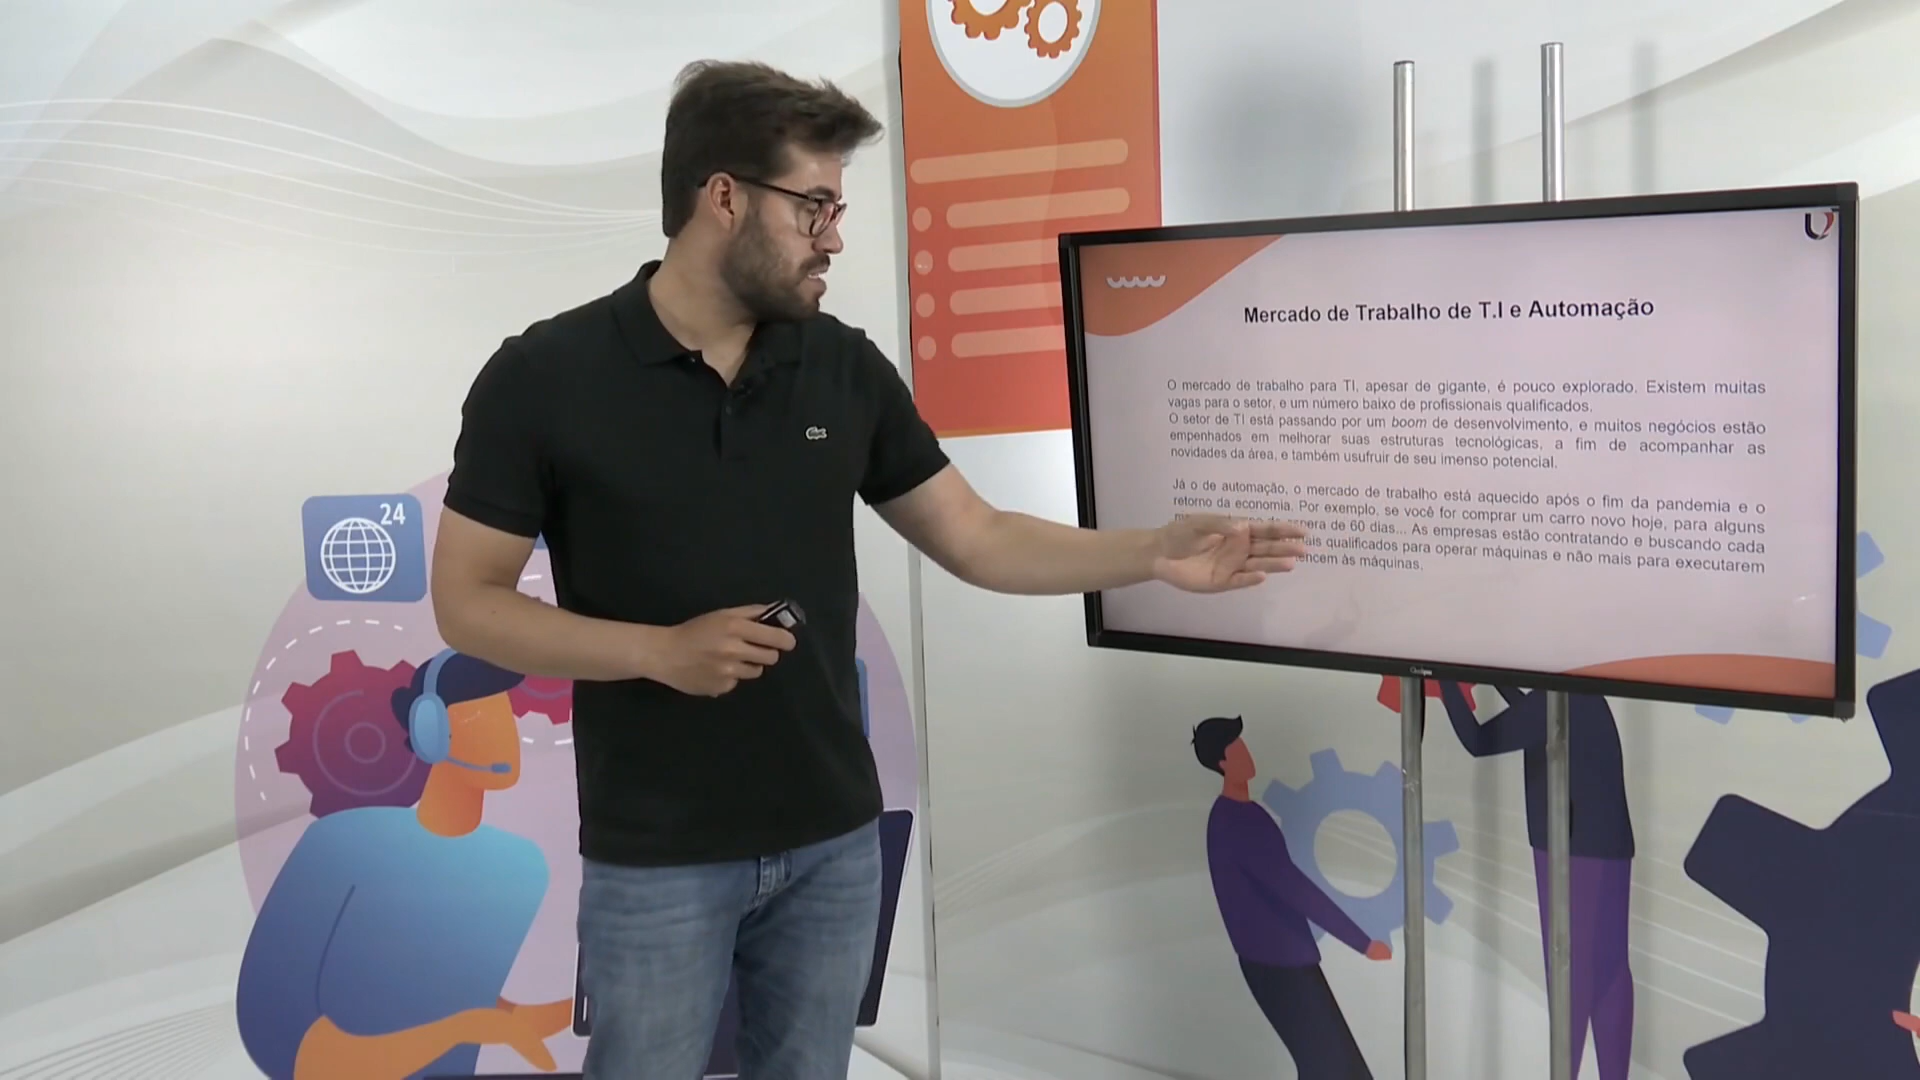 24
Mercado de Trabalho de T.I e Automação
O mercado de trabalho para TI, apesar de gigante, é pouco explorado. Existem muitas
vagas para o setor, e um número baixo de profissionais qualificados.
O setor de TI está passando por um boom de desenvolvimento, e muitos negócios estão
empenhados em melhorar suas estruturas tecnológicas, a fim de acompanhar as
novidades da área, e também usufruir de seu imenso potencial.
Já o de automação, o mercado de trabalho está aquecido após o fim da pandemia e o
retorno da economia. Por exemplo, se você for comprar um carro novo hoje, para alguns
de 60 dias... As empresas estão contratando e buscando cada
qualificados para operar máquinas e não mais para executarem
às máquinas.